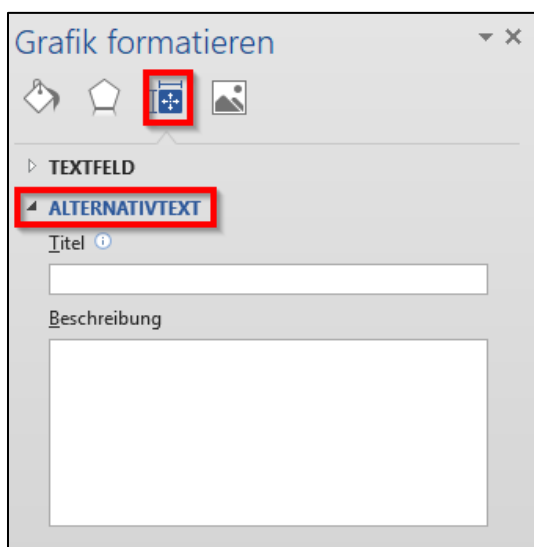 Grafik formatieren
TEXTFELD
ALTERNATIVTEXT
Titel
Beschreibung